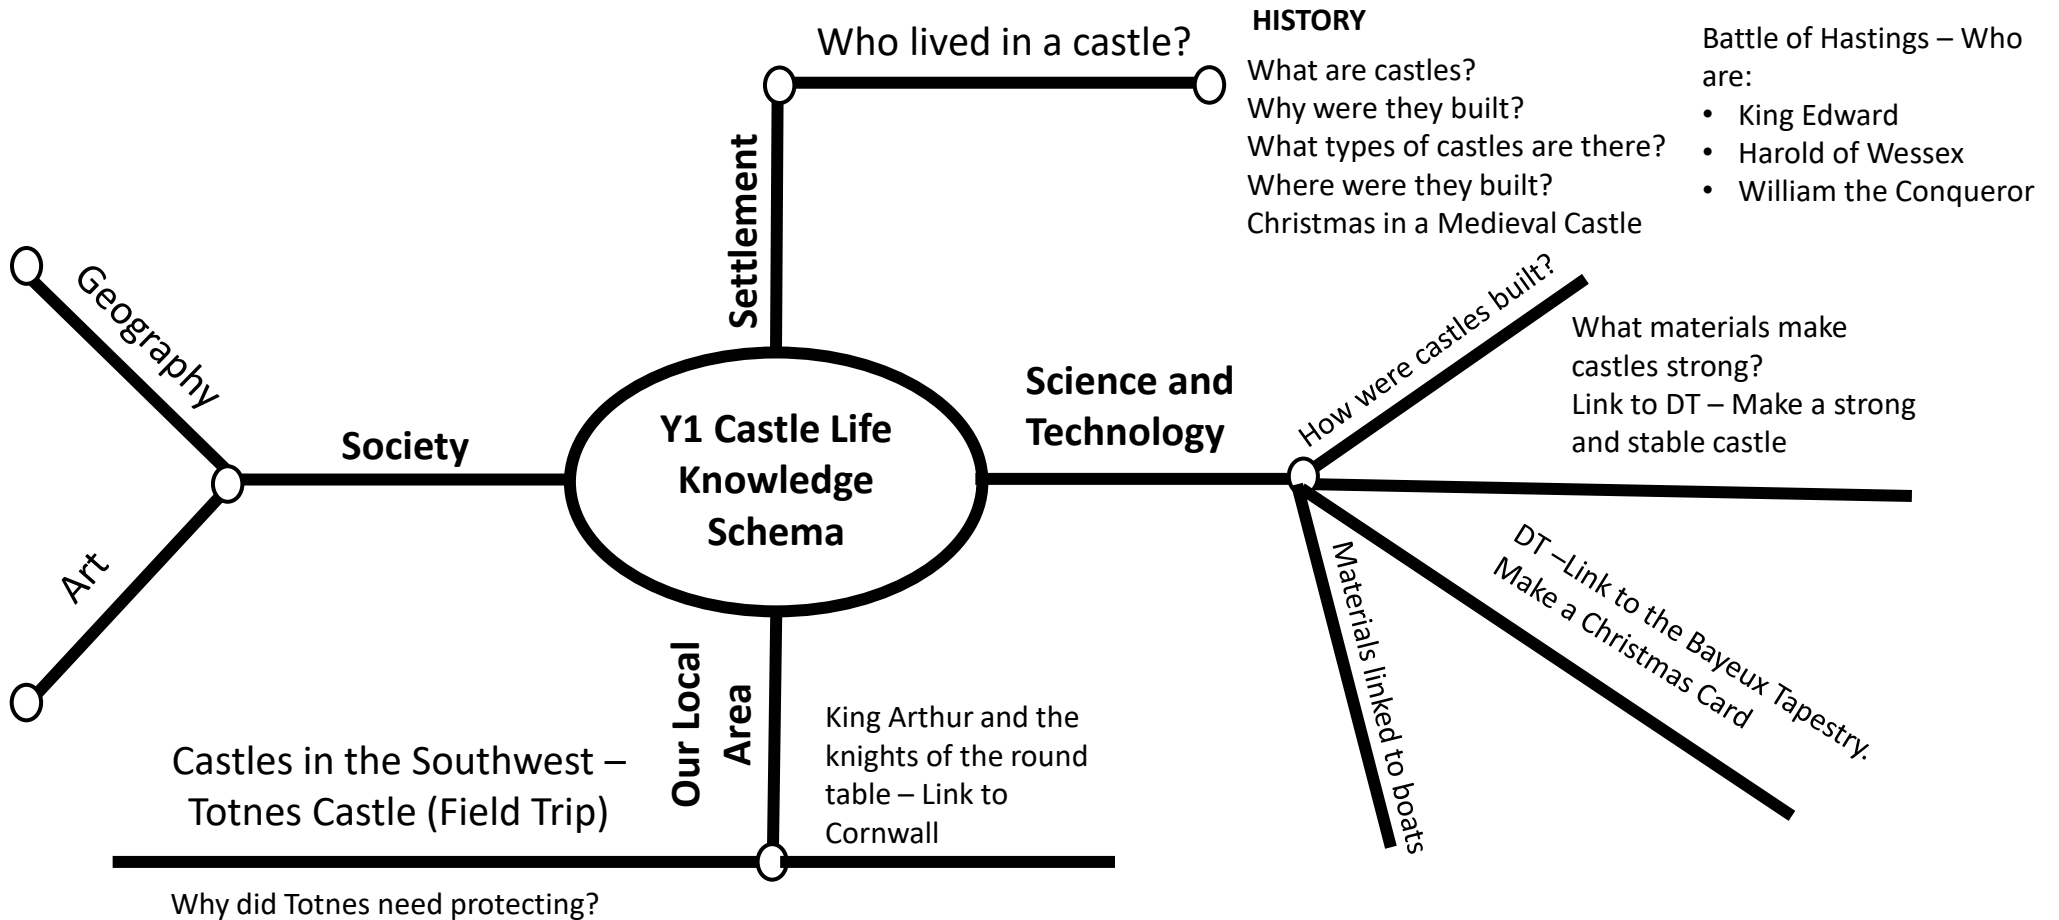 Who lived in a castle?
HISTORY
What are castles?
Why were they built?
What types of castles are there?
Where were they built?
Christmas in a Medieval Castle
Battle of Hastings – Who
are:
• King Edward
• Harold of Wessex
• William the Conqueror
Settlement
Geography
Society
Art
Y1 Castle Life
Knowledge
Schema
Science and
Technology
How were castles built?
What materials make
castles strong?
Link to DT – Make a strong
and stable castle
DT –Link to the Bayeux Tapestry.
Make a Christmas Card
Materials linked to boats
Our Local
Area
King Arthur and the
knights of the round
table – Link to
Cornwall
Castles in the Southwest –
Totnes Castle (Field Trip)
Why did Totnes need protecting?